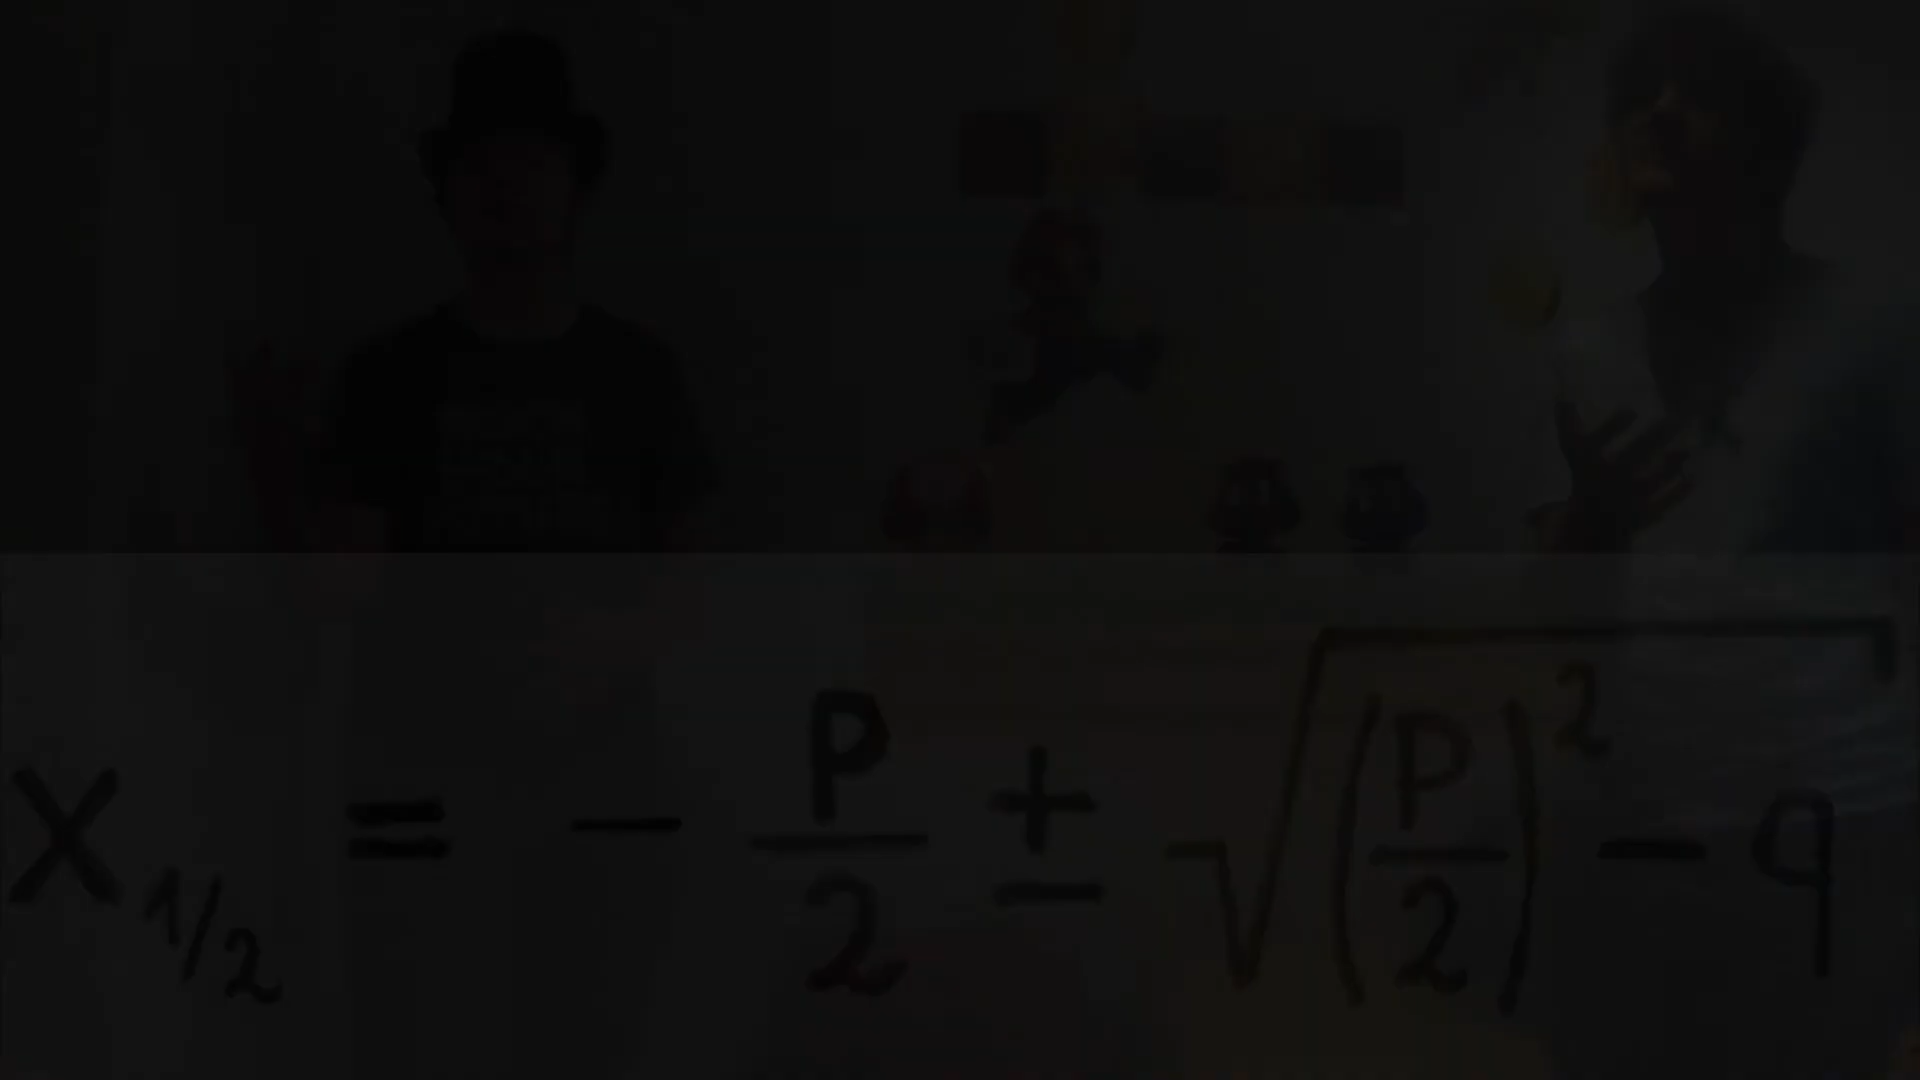 X1/2 = - P/2 ± √(P/2)² - q